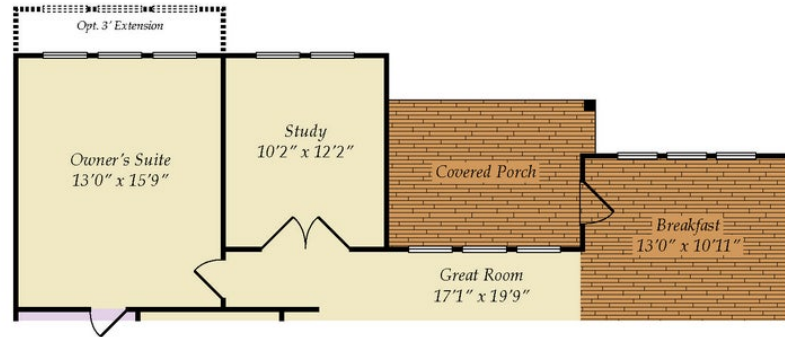 Opt. 3' Extension
Owner's Suite
13'0" x 15'9"
Study
10'2" x 12'2"
Covered Porch
Breakfast
13'0" x 10'11"
Great Room
17'1" x 19'9"